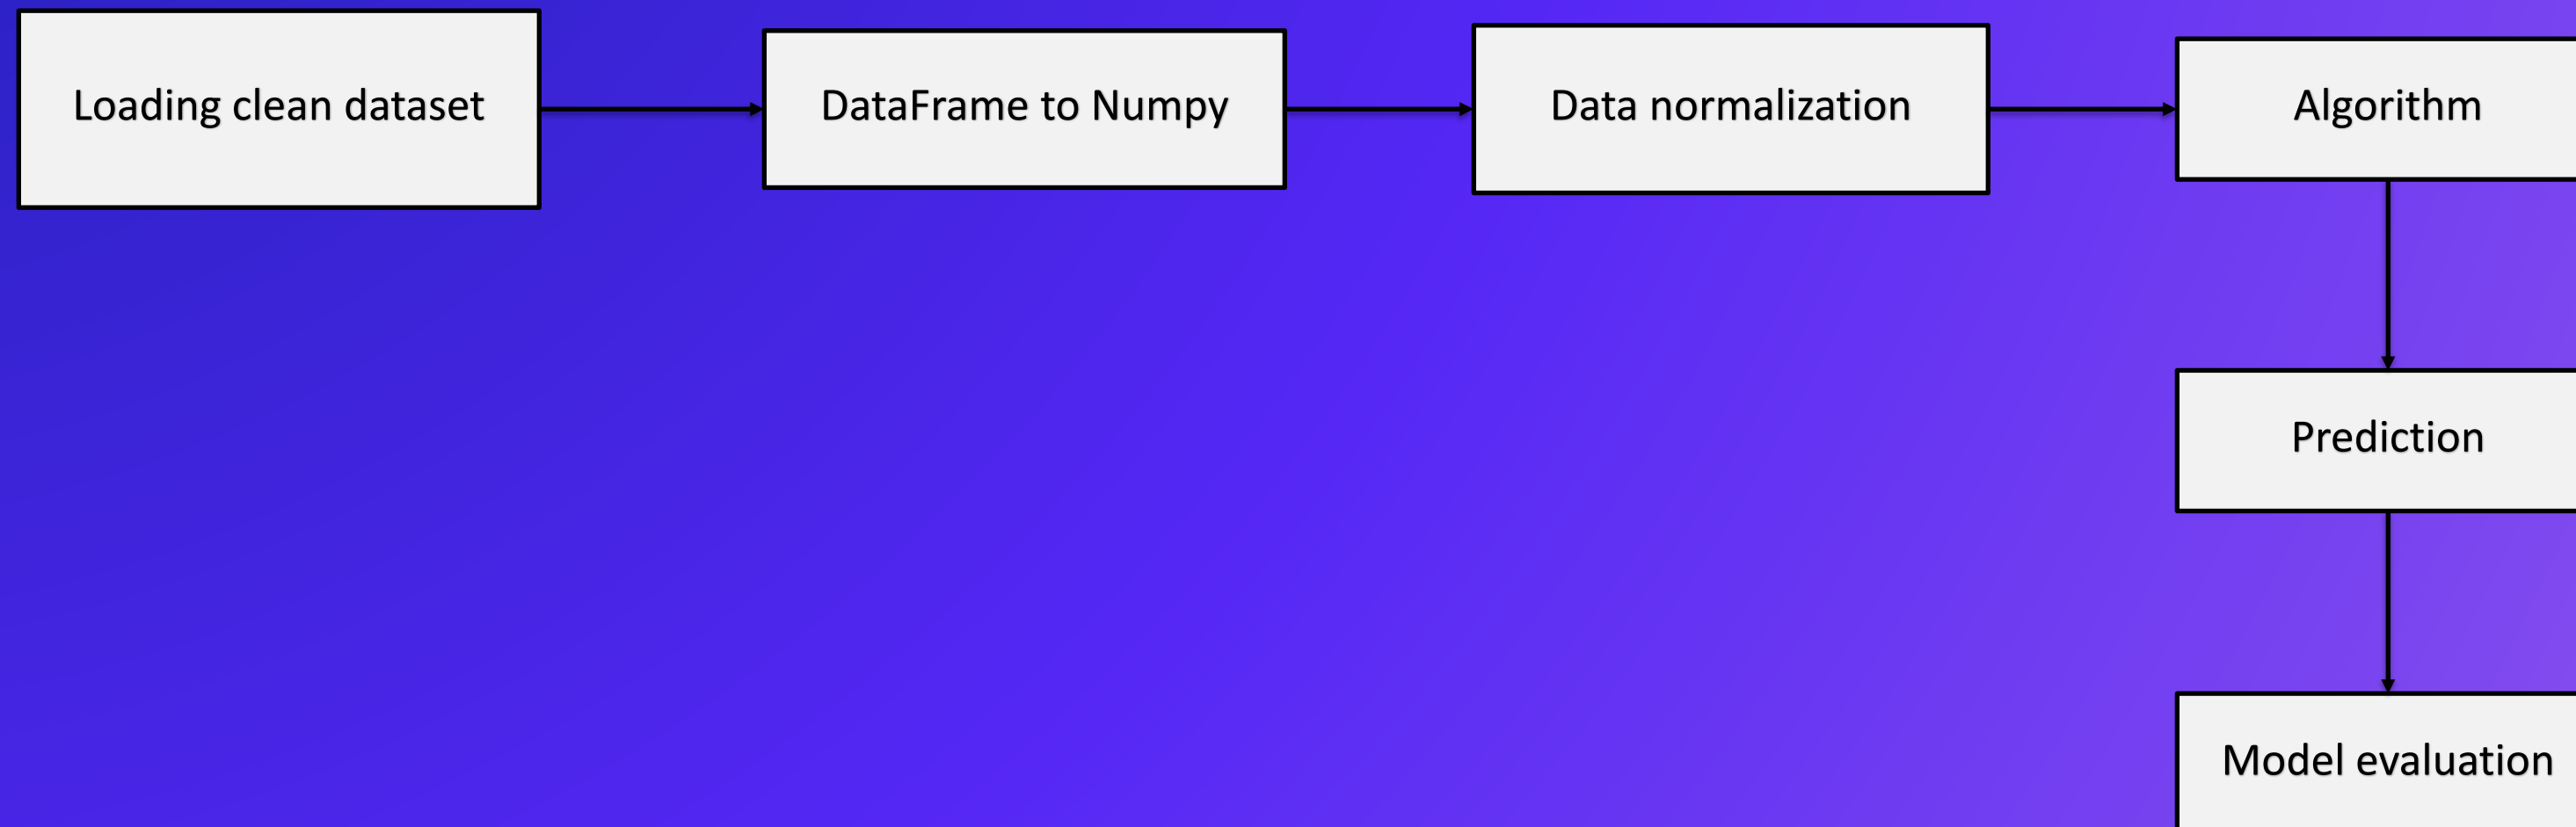 Loading clean dataset
DataFrame to Numpy
Data normalization
Algorithm
Prediction
Model evaluation